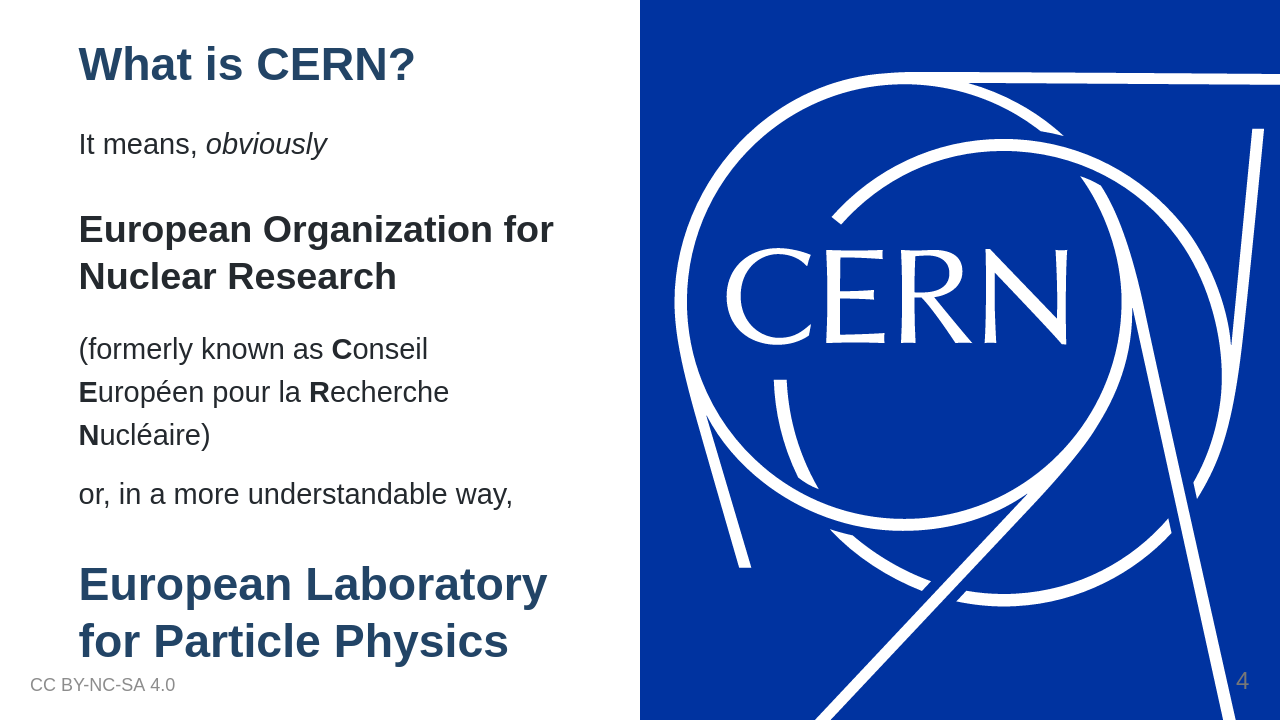 What is CERN?
It means, obviously
European Organization for
Nuclear Research
(formerly known as Conseil
Européen pour la Recherche
Nucléaire)
or, in a more understandable way,
European Laboratory
for Particle Physics
CC BY-NC-SA 4.0
CERN
4